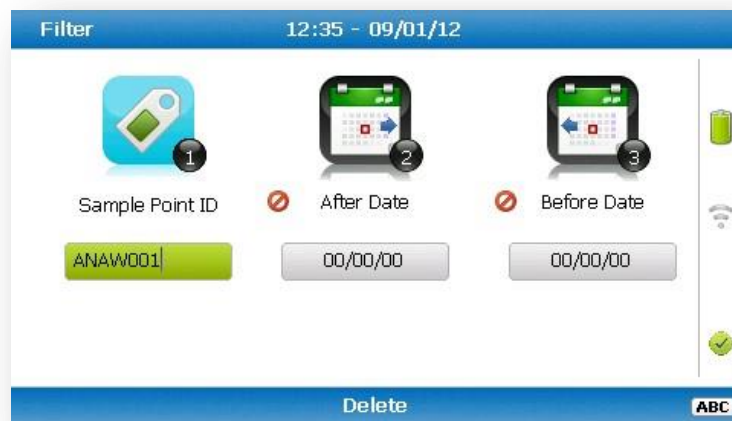 Filter 12:35 - 09/01/12
1 2 3
Sample Point ID After Date Before Date
ANAW001 00/00/00 00/00/00
Delete ABC